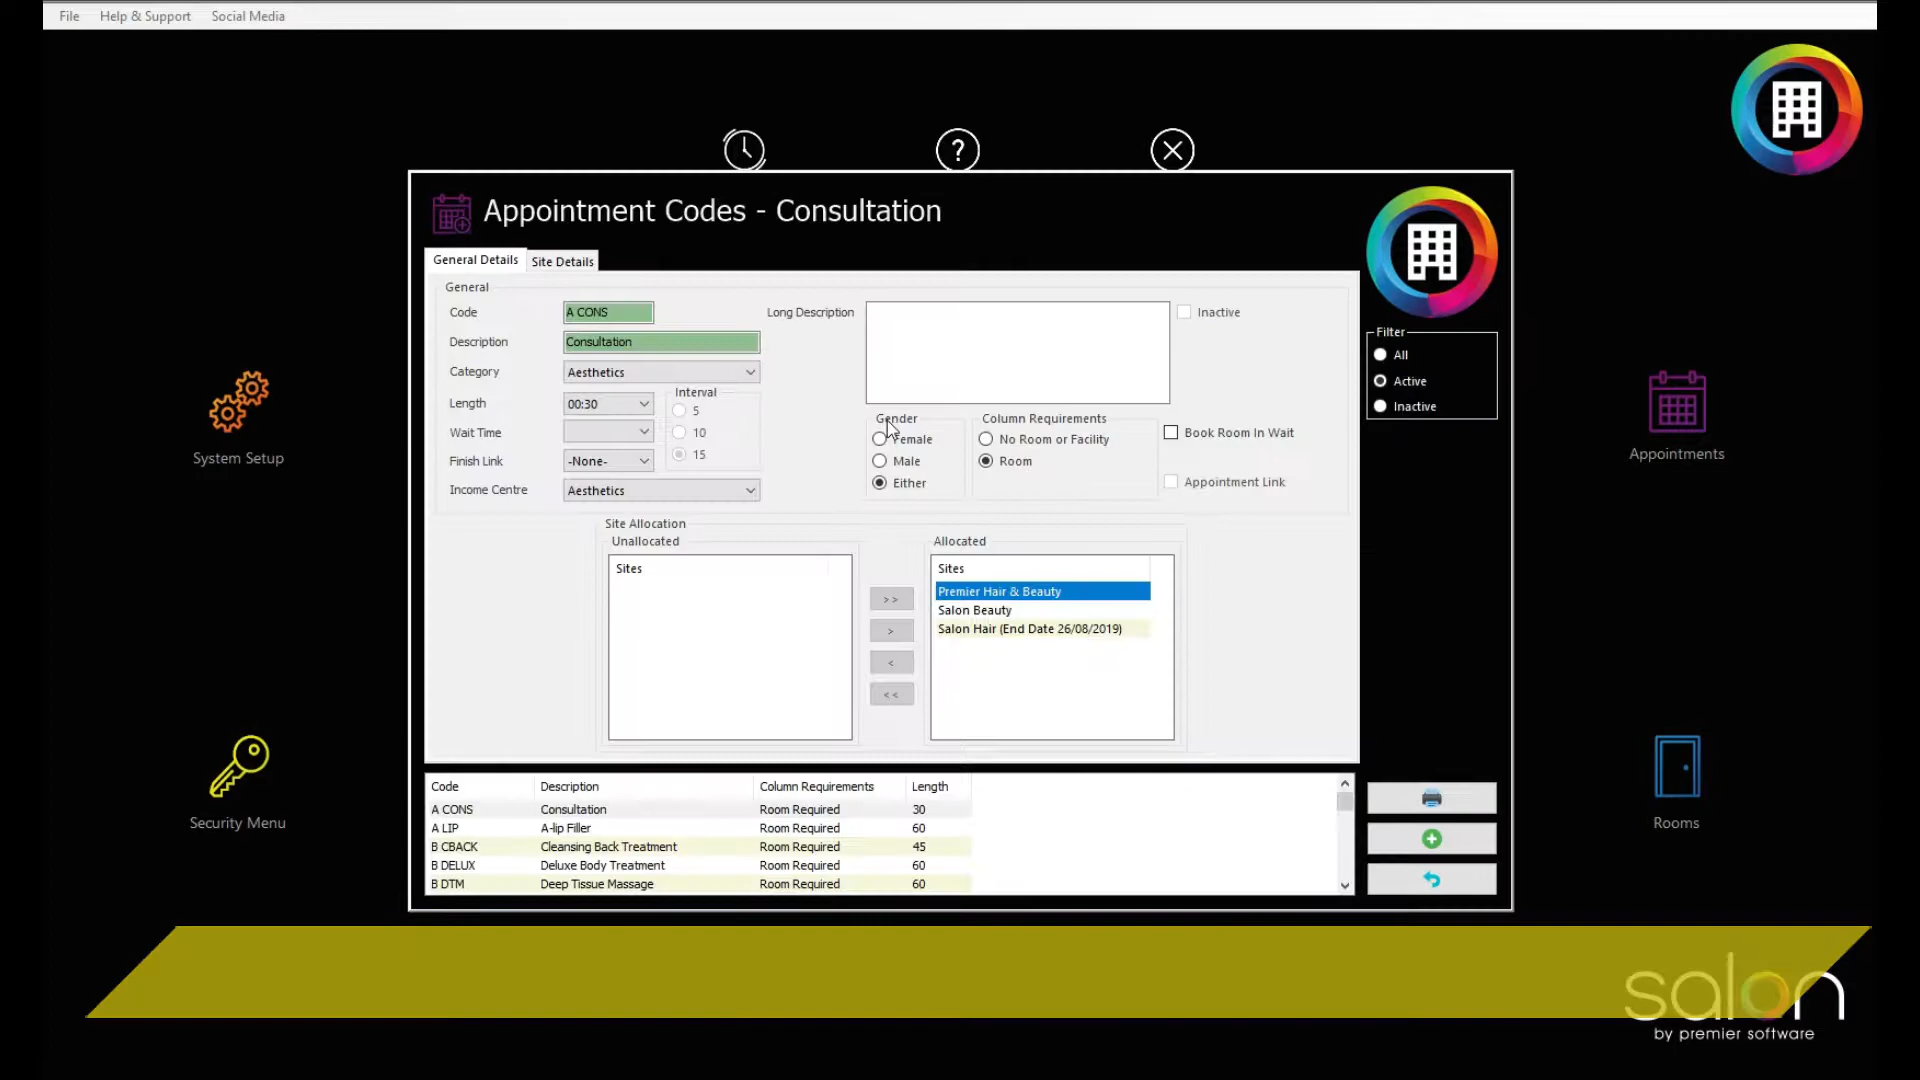 File Help & Support Social Media
Appointment Codes - Consultation
General Details Site Details
General
Code A CONS
Long Description
Inactive
Description Consultation
Category Aesthetics
Length 00:30
Interval
5
10
15
Wait Time
Finish Link -None-
Income Centre Aesthetics
Gender
Female
Male
Either
Column Requirements
No Room or Facility
Room
Book Room In Wait
Appointment Link
Filter
All
Active
Inactive
Site Allocation
Unallocated
Sites
>>
>
<
<<
Allocated
Sites
Premier Hair & Beauty
Salon Beauty
Salon Hair (End Date 26/08/2019)
Code Description Column Requirements Length
A CONS Consultation Room Required 30
A LIP A-lip Filler Room Required 60
B CBACK Cleansing Back Treatment Room Required 45
B DELUX Deluxe Body Treatment Room Required 60
B DTM Deep Tissue Massage Room Required 60
System Setup
Security Menu
Appointments
Rooms
salon
by premier software